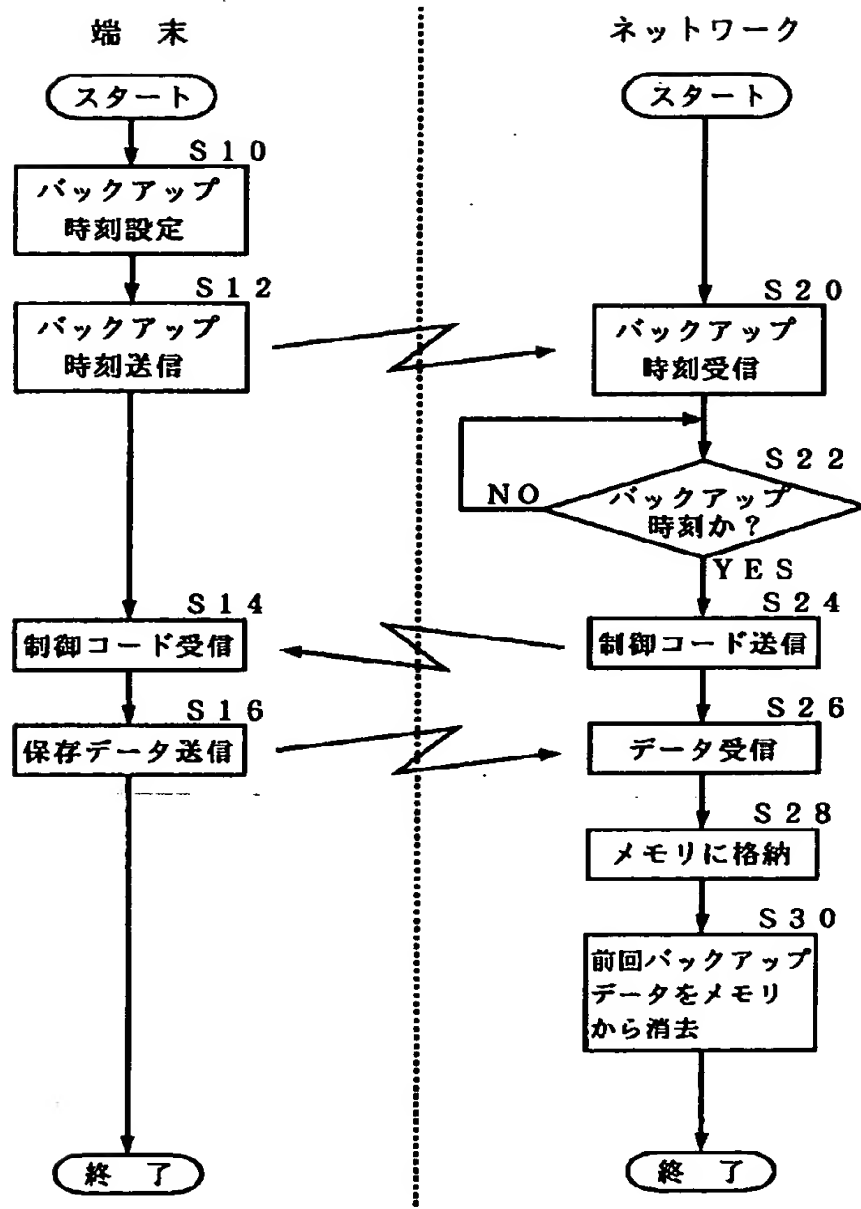 端 末
スタート
S10
バックアップ
時刻設定
S12
バックアップ
時刻送信
S14
制御コード受信
S16
保存データ送信
終 了
ネットワーク
スタート
S20
バックアップ
時刻受信
S22
バックアップ
時刻か?
NO
YES
S24
制御コード送信
S26
データ受信
S28
メモリに格納
S30
前回バックアップ
データをメモリ
から消去
終 了